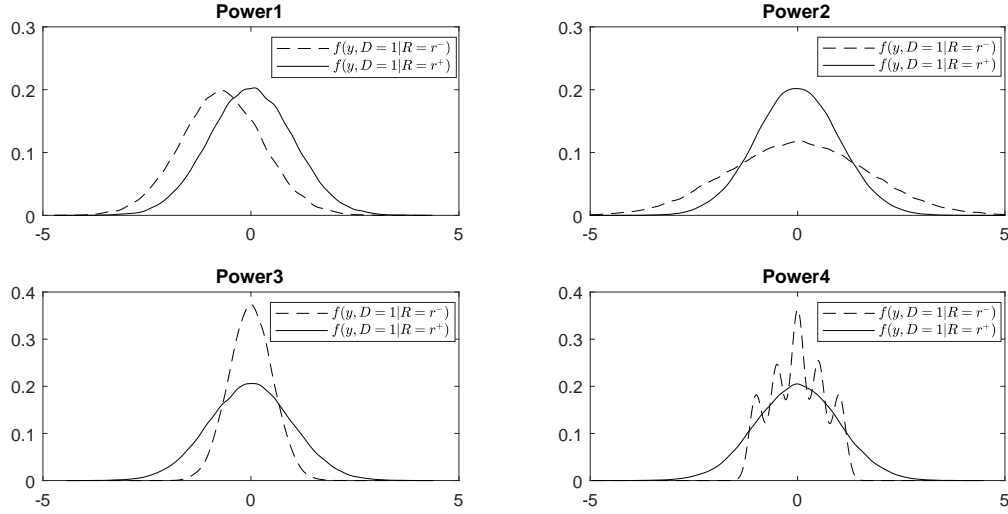 Power1
0.3
0.2
0.1
0
-5
0
5
f(y, D = 1|R = r⁻)
f(y, D = 1|R = r⁺)
Power2
0.3
0.2
0.1
0
-5
0
5
f(y, D = 1|R = r⁻)
f(y, D = 1|R = r⁺)
Power3
0.4
0.3
0.2
0.1
0
-5
0
5
f(y, D = 1|R = r⁻)
f(y, D = 1|R = r⁺)
Power4
0.4
0.3
0.2
0.1
0
-5
0
5
f(y, D = 1|R = r⁻)
f(y, D = 1|R = r⁺)